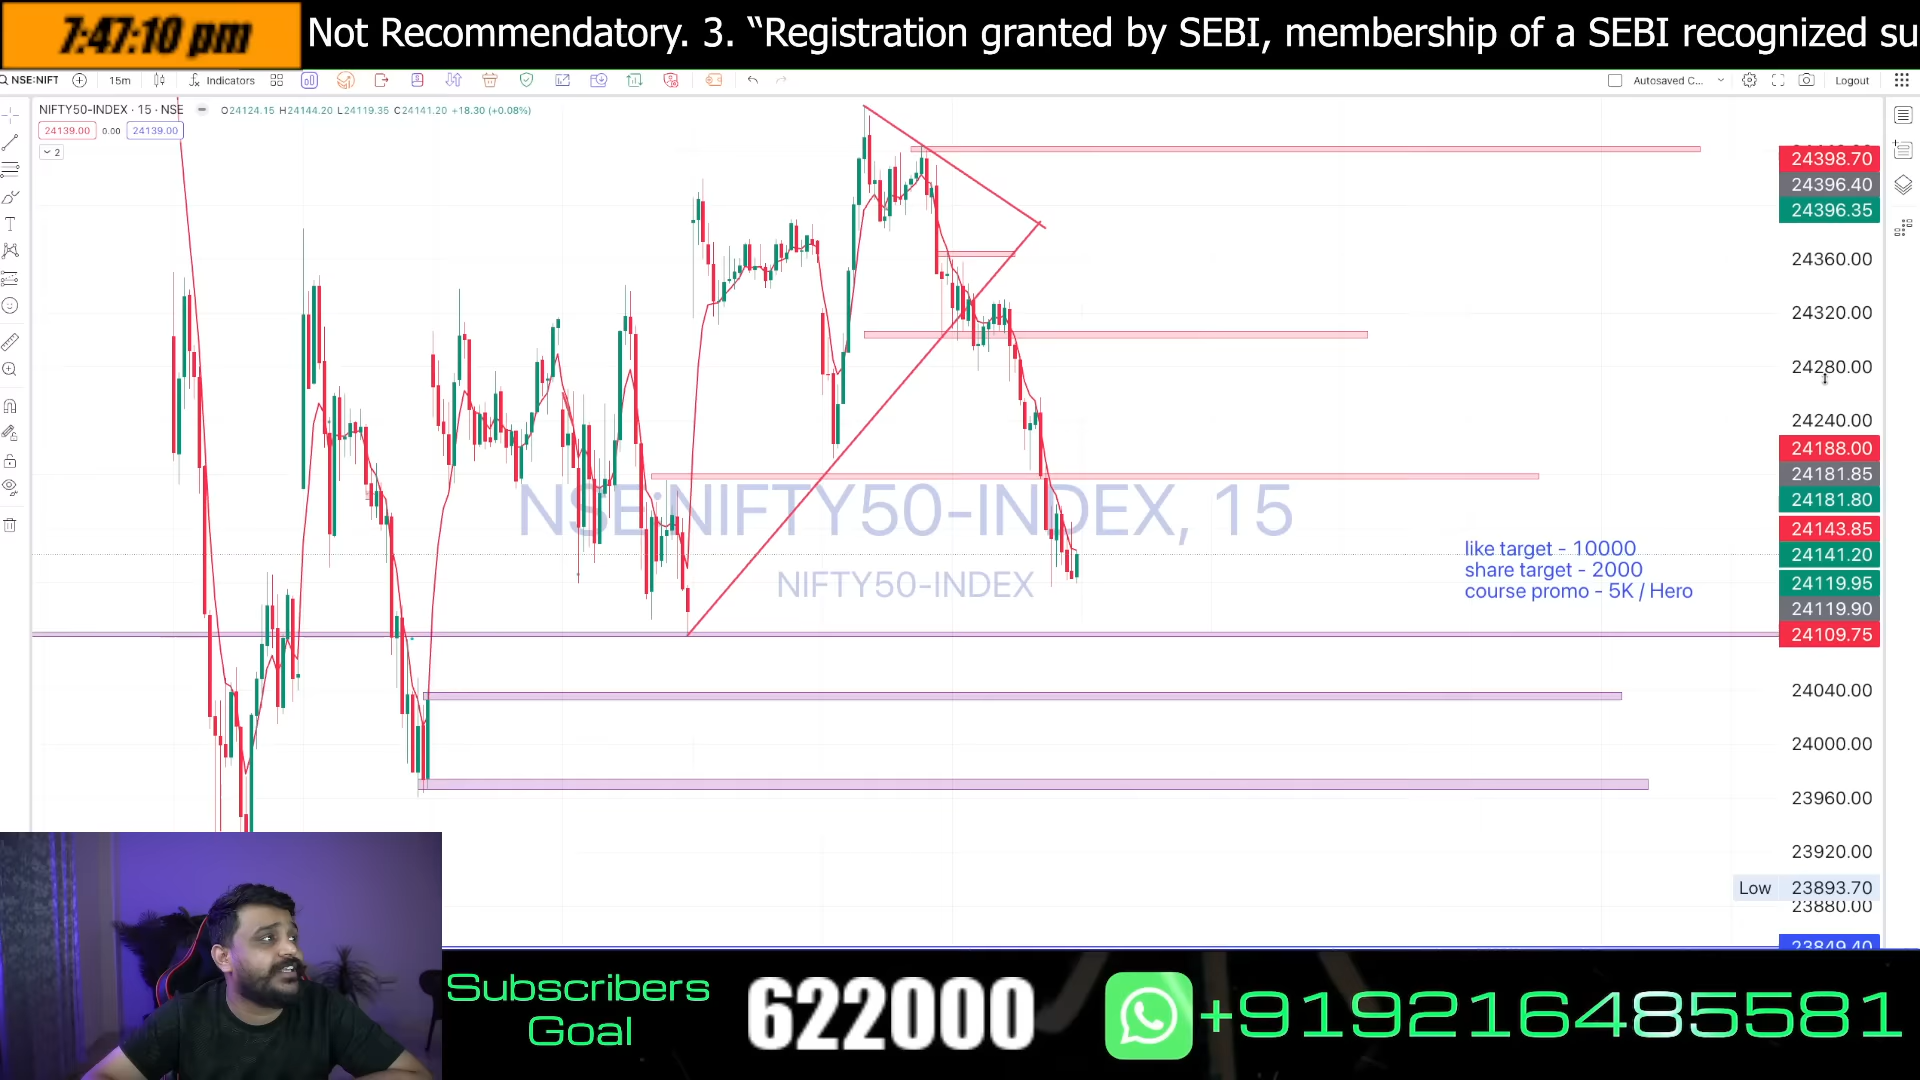 7:47:10 pm
Not Recommendatory. 3. “Registration granted by SEBI, membership of a SEBI recognized su
NSE:NIFT
15m
Indicators
Autosaved C...
Logout
NIFTY50-INDEX · 15 · NSE
O24124.15 H24144.20 L24119.35 C24141.20 +18.30 (+0.08%)
24139.00 0.00 24139.00
2
24398.70
24396.40
24396.35
24360.00
24320.00
24280.00
24240.00
24188.00
24181.85
24181.80
24143.85
24141.20
24119.95
24119.90
24109.75
24040.00
24000.00
23960.00
23920.00
Low 23893.70
23880.00
23849.40
NSE:NIFTY50-INDEX, 15
NIFTY50-INDEX
like target - 10000
share target - 2000
course promo - 5K / Hero
Subscribers
Goal
622000
+919216485581